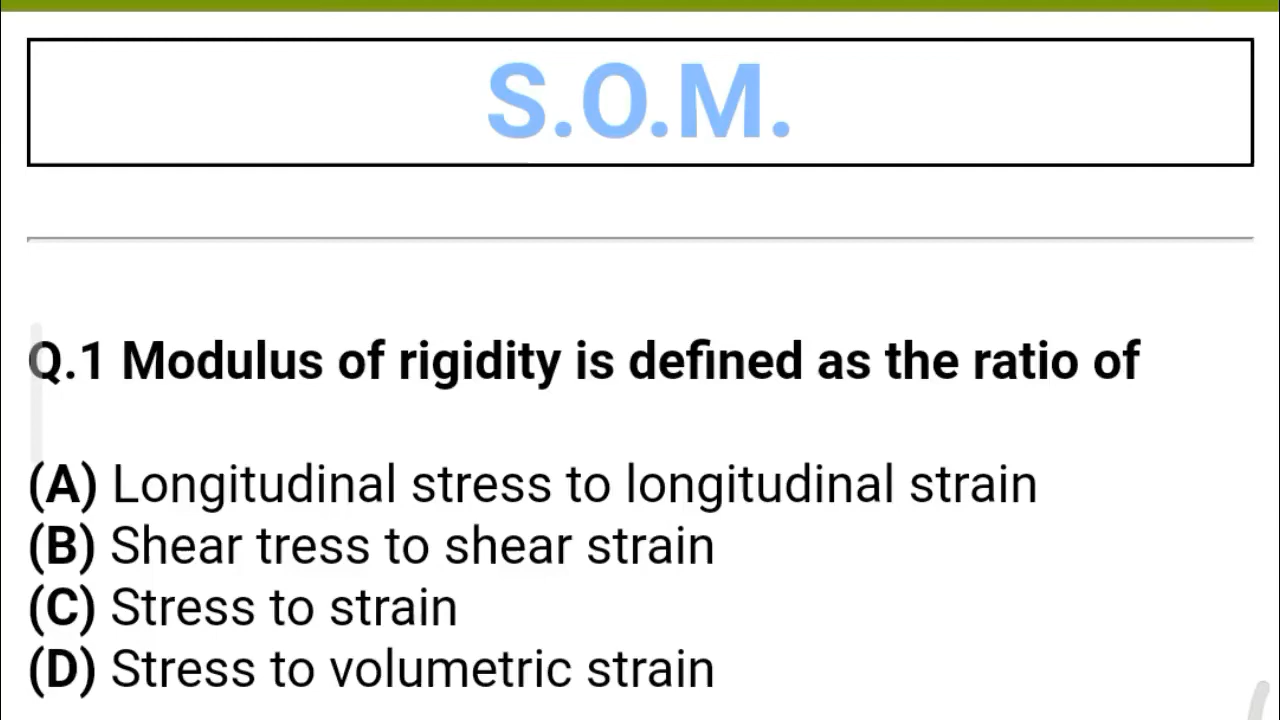 S.O.M.
Q.1 Modulus of rigidity is defined as the ratio of
(A) Longitudinal stress to longitudinal strain
(B) Shear tress to shear strain
(C) Stress to strain
(D) Stress to volumetric strain